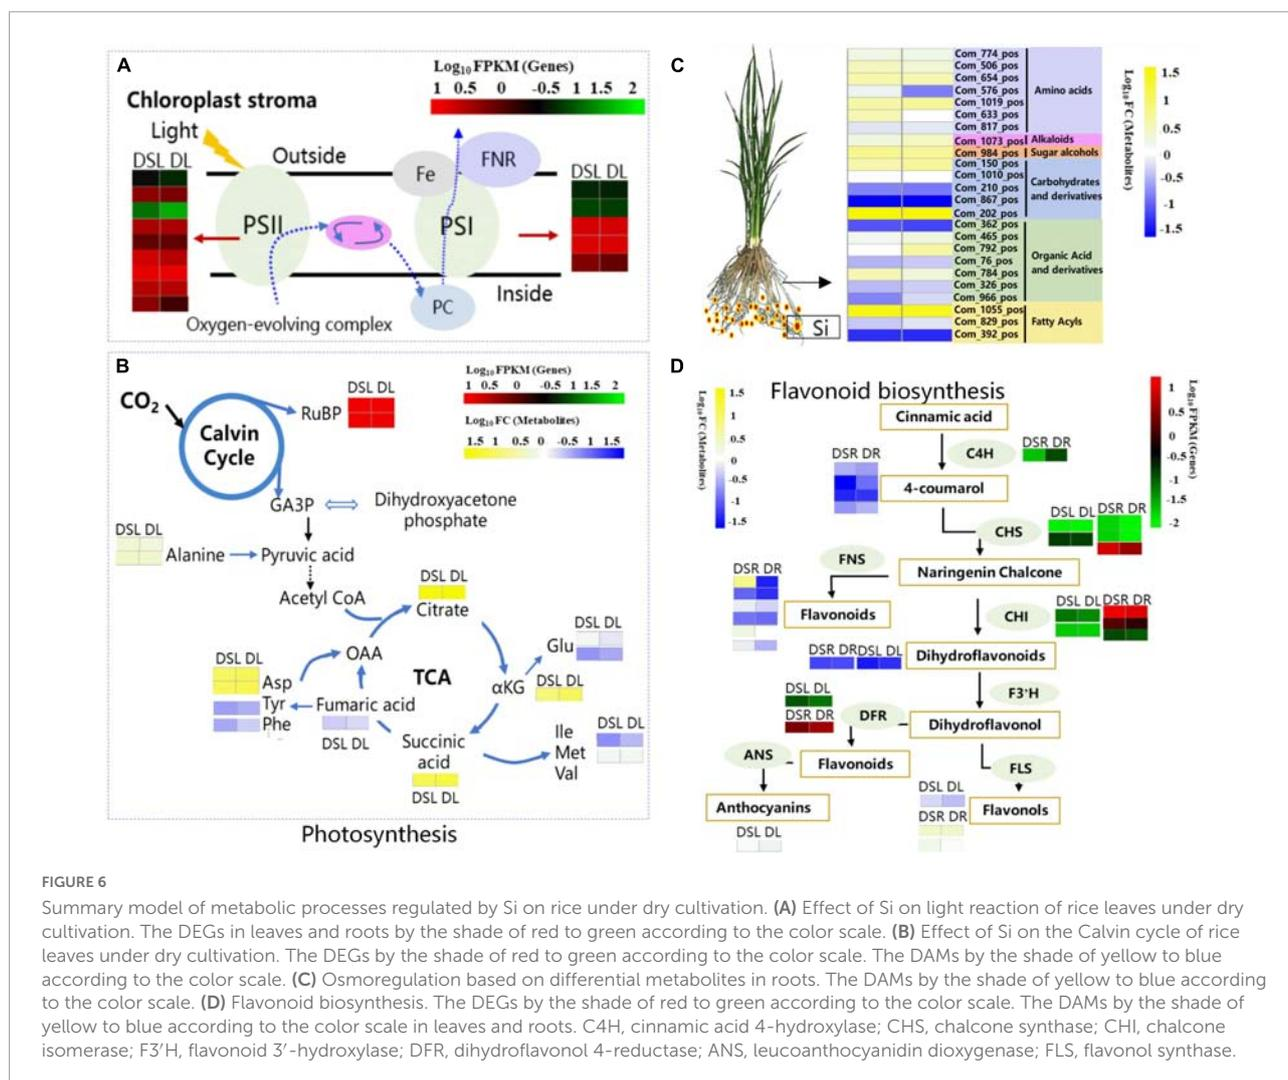 A
Log10 FPKM (Genes)
1 0.5 0 -0.5 1 1.5 2
Chloroplast stroma
Light
DSL DL
Outside
Fe
FNR
DSL DL
PSII
PSI
PC
Inside
Oxygen-evolving complex
B
Log10 FPKM (Genes)
1 0.5 0 -0.5 1 1.5 2
Log10 FC (Metabolites)
1.5 1 0.5 0 -0.5 1 1.5
CO2
Calvin
Cycle
RuBP
DSL DL
GA3P
Dihydroxyacetone
phosphate
DSL DL
Alanine
Pyruvic acid
Acetyl CoA
DSL DL
Citrate
OAA
TCA
DSL DL
Glu
αKG
DSL DL
DSL DL
Asp
Tyr
Phe
Fumaric acid
DSL DL
Succinic
acid
DSL DL
Ile
Met
Val
DSL DL
Photosynthesis
C
Si
Com_774_pos
Com_506_pos
Com_654_pos
Com_576_pos
Com_1019_pos
Com_633_pos
Com_817_pos
Amino acids
Com_1073_pos
Alkaloids
Com_984_pos
Sugar alcohols
Com_150_pos
Com_1010_pos
Com_210_pos
Com_867_pos
Com_202_pos
Carbohydrates
and derivatives
Com_362_pos
Com_465_pos
Com_792_pos
Com_76_pos
Com_784_pos
Com_326_pos
Com_966_pos
Organic Acid
and derivatives
Com_1055_pos
Com_829_pos
Com_392_pos
Fatty Acyls
Log10 FC (Metabolites)
1.5
1
0.5
0
-0.5
-1
-1.5
D
Flavonoid biosynthesis
Log10 FC (Metabolites)
1.5
1
0.5
0
-0.5
-1
-1.5
Log10 FPKM (Genes)
1
0.5
0
-0.5
-1
-1.5
-2
Cinnamic acid
C4H
DSR DR
DSR DR
4-coumarol
CHS
DSL DL
DSR DR
Naringenin Chalcone
FNS
DSR DR
Flavonoids
CHI
DSL DL
DSR DR
DSR DR
DSL DL
Dihydroflavonoids
F3'H
DSL DL
DSR DR
DFR
Dihydroflavonol
ANS
Flavonoids
FLS
Anthocyanins
DSL DL
DSL DL
DSR DR
Flavonols
FIGURE 6
Summary model of metabolic processes regulated by Si on rice under dry cultivation. (A) Effect of Si on light reaction of rice leaves under dry
cultivation. The DEGs in leaves and roots by the shade of red to green according to the color scale. (B) Effect of Si on the Calvin cycle of rice
leaves under dry cultivation. The DEGs by the shade of red to green according to the color scale. The DAMs by the shade of yellow to blue
according to the color scale. (C) Osmoregulation based on differential metabolites in roots. The DAMs by the shade of yellow to blue according
to the color scale. (D) Flavonoid biosynthesis. The DEGs by the shade of red to green according to the color scale. The DAMs by the shade of
yellow to blue according to the color scale in leaves and roots. C4H, cinnamic acid 4-hydroxylase; CHS, chalcone synthase; CHI, chalcone
isomerase; F3′H, flavonoid 3′-hydroxylase; DFR, dihydroflavonol 4-reductase; ANS, leucoanthocyanidin dioxygenase; FLS, flavonol synthase.